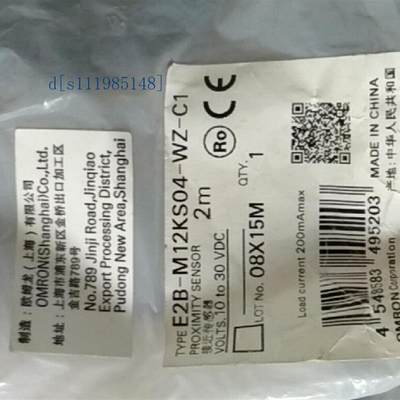 d[s111985148]
制造：欧姆龙（上海）有限公司
OMRON(Shanghai)Co.,Ltd.
地址：上海市浦东新区金桥出口加工区
金吉路789号
No.789 Jinji Road,Jinqiao
Export Processing District,
Pudong New Area,Shanghai
TYPE E2B-M12KS04-WZ-C1
PROXIMITY SENSOR 2m
接近传感器
VOLTS. 10 to 30 VDC
QTY. 1
LOT No. 08X15M
Load current 200mAmax
4 548583 495203
MADE IN CHINA
产地：中华人民共和国
OMRON Corporation